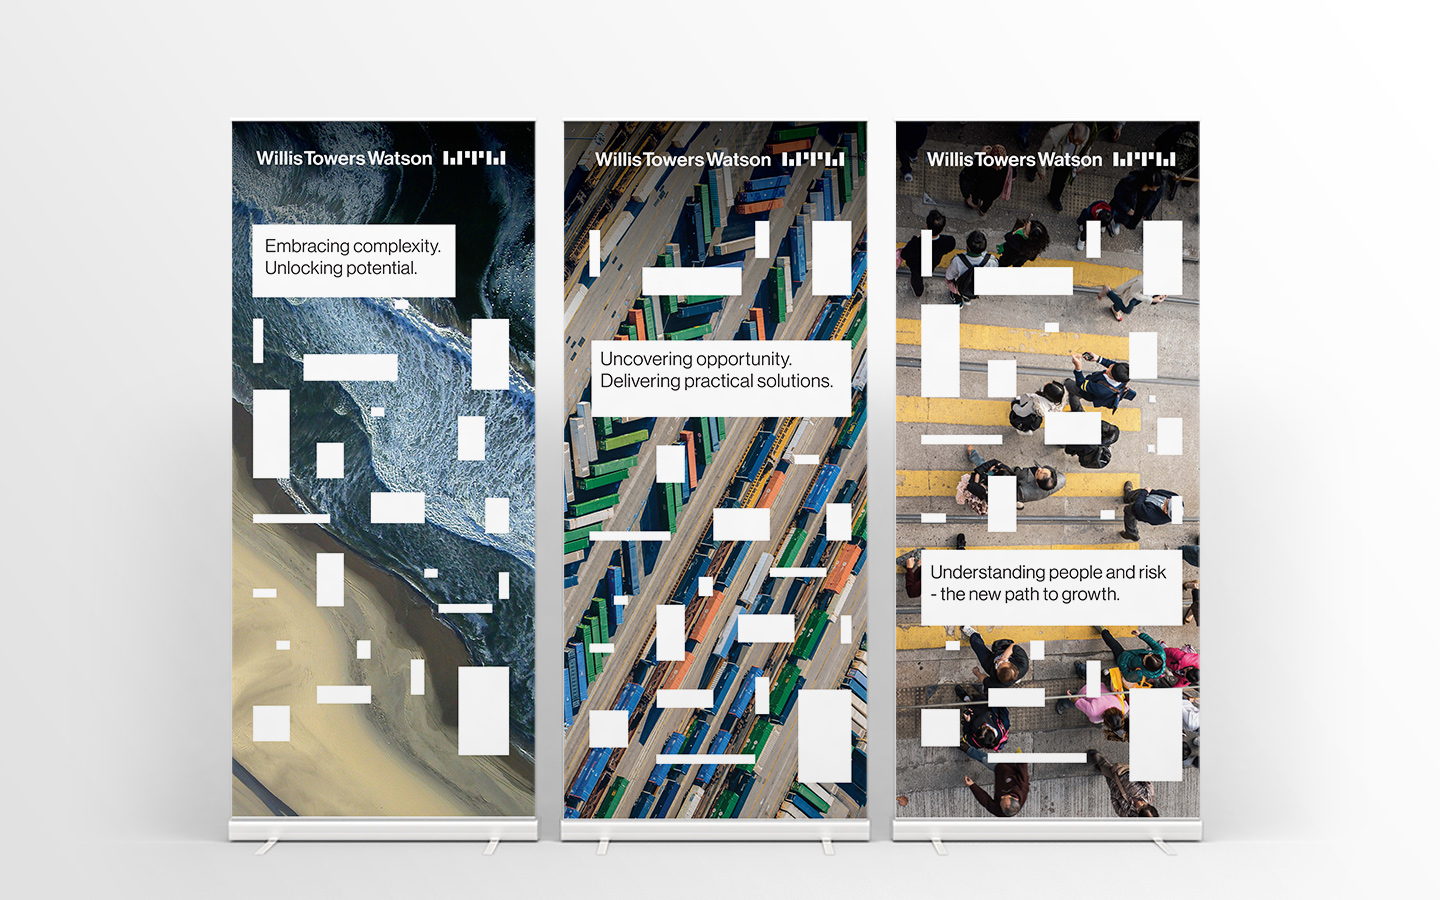 Willis Towers Watson
Embracing complexity.
Unlocking potential.
Willis Towers Watson
Uncovering opportunity.
Delivering practical solutions.
Willis Towers Watson
Understanding people and risk
- the new path to growth.